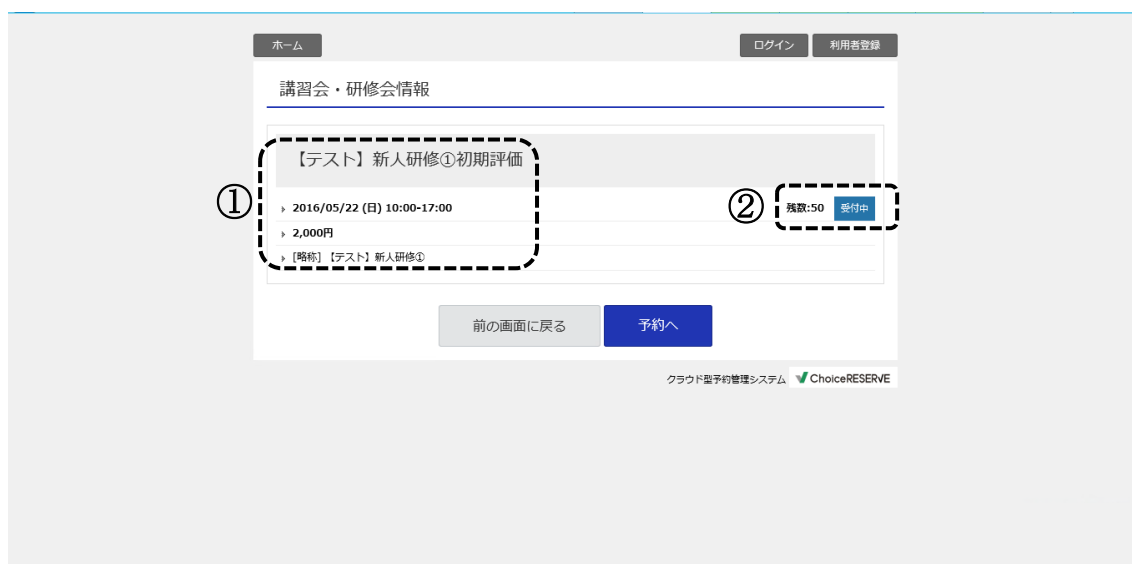 ホーム
ログイン
利用者登録
講習会・研修会情報
【テスト】新人研修①初期評価
①
2016/05/22 (日) 10:00-17:00
②
残数:50
受付中
2,000円
[略称] 【テスト】新人研修①
前の画面に戻る
予約へ
クラウド型予約管理システム
ChoiceRESERVE